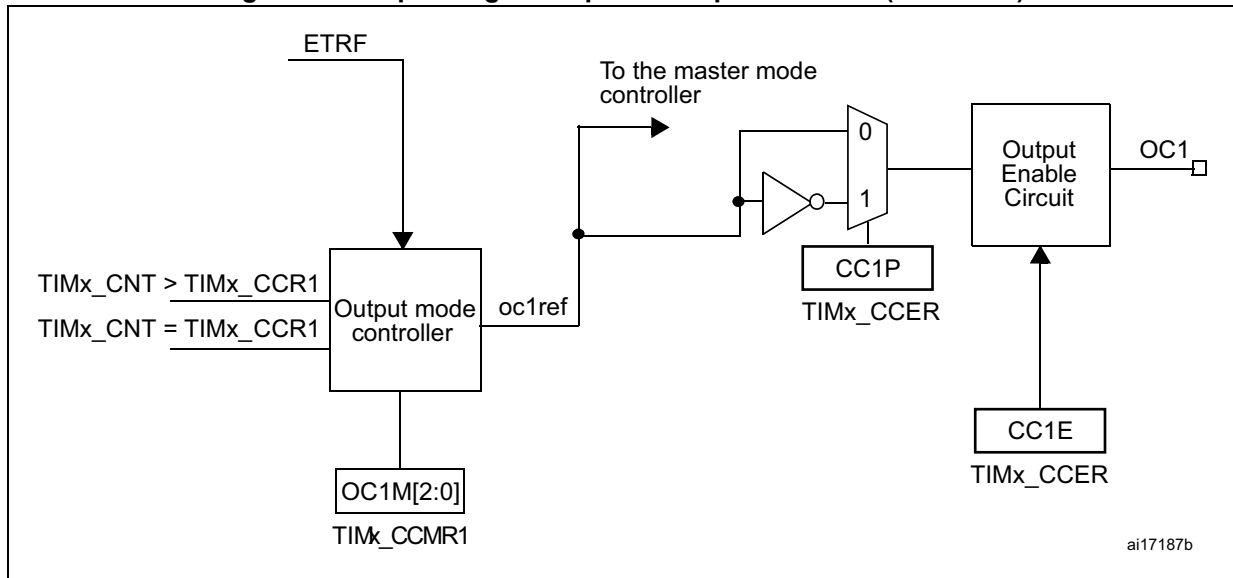 ETRF
To the master mode
controller
0
1
Output
Enable
Circuit
OC1
CC1P
TIMx_CCER
TIMx_CNT > TIMx_CCR1
TIMx_CNT = TIMx_CCR1
Output mode
controller
oc1ref
CC1E
TIMx_CCER
OC1M[2:0]
TIMx_CCMR1
ai17187b